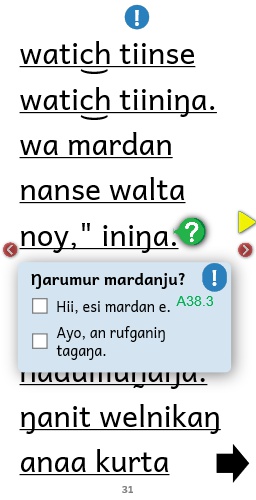 watich tiinse
watich tiiniŋa.
wa mardan
nanse walta
noy," iniŋa.
?
Ŋarumur mardanju?
Hii, esi mardan e.
A38.3
Ayo, an rufganiŋ
tagaŋa.
ŋanit welnikaŋ
anaa kurta
31